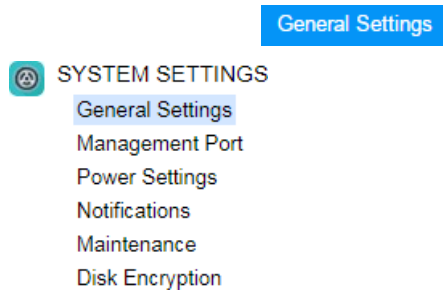 General Settings
SYSTEM SETTINGS
General Settings
Management Port
Power Settings
Notifications
Maintenance
Disk Encryption